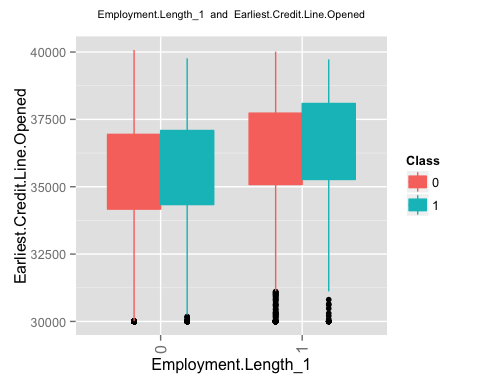 Employment.Length_1 and Earliest.Credit.Line.Opened
40000
37500
35000
32500
30000
Earliest.Credit.Line.Opened
0
1
Employment.Length_1
Class
0
1